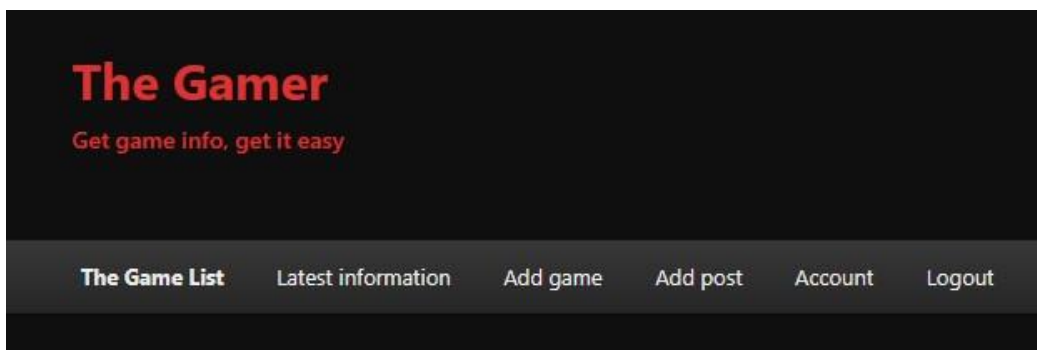 The Gamer
Get game info, get it easy
The Game List Latest information Add game Add post Account Logout